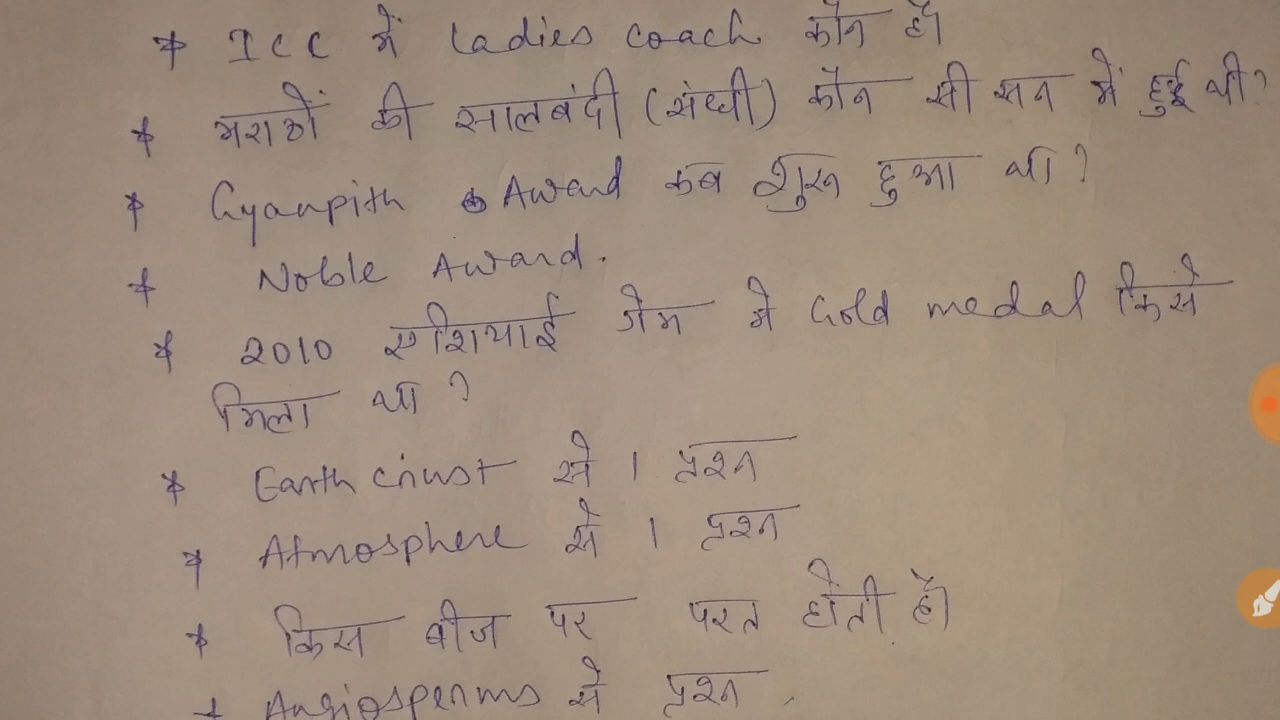 * ICC में Ladies coach कौन है।
* मराठों की सालबंदी (संधी) कौन सी सन में हुई थी?
* Gyanpith Award कब शुरू हुआ था?
* Noble Award.
* 2010 एशियाई गेम मे Gold medal किसे
मिला था?
* Earth crust से 1 प्रश्न
* Atmosphere से 1 प्रश्न
* किस बीज पर परत होती है।
* Angiosperms से प्रश्न.